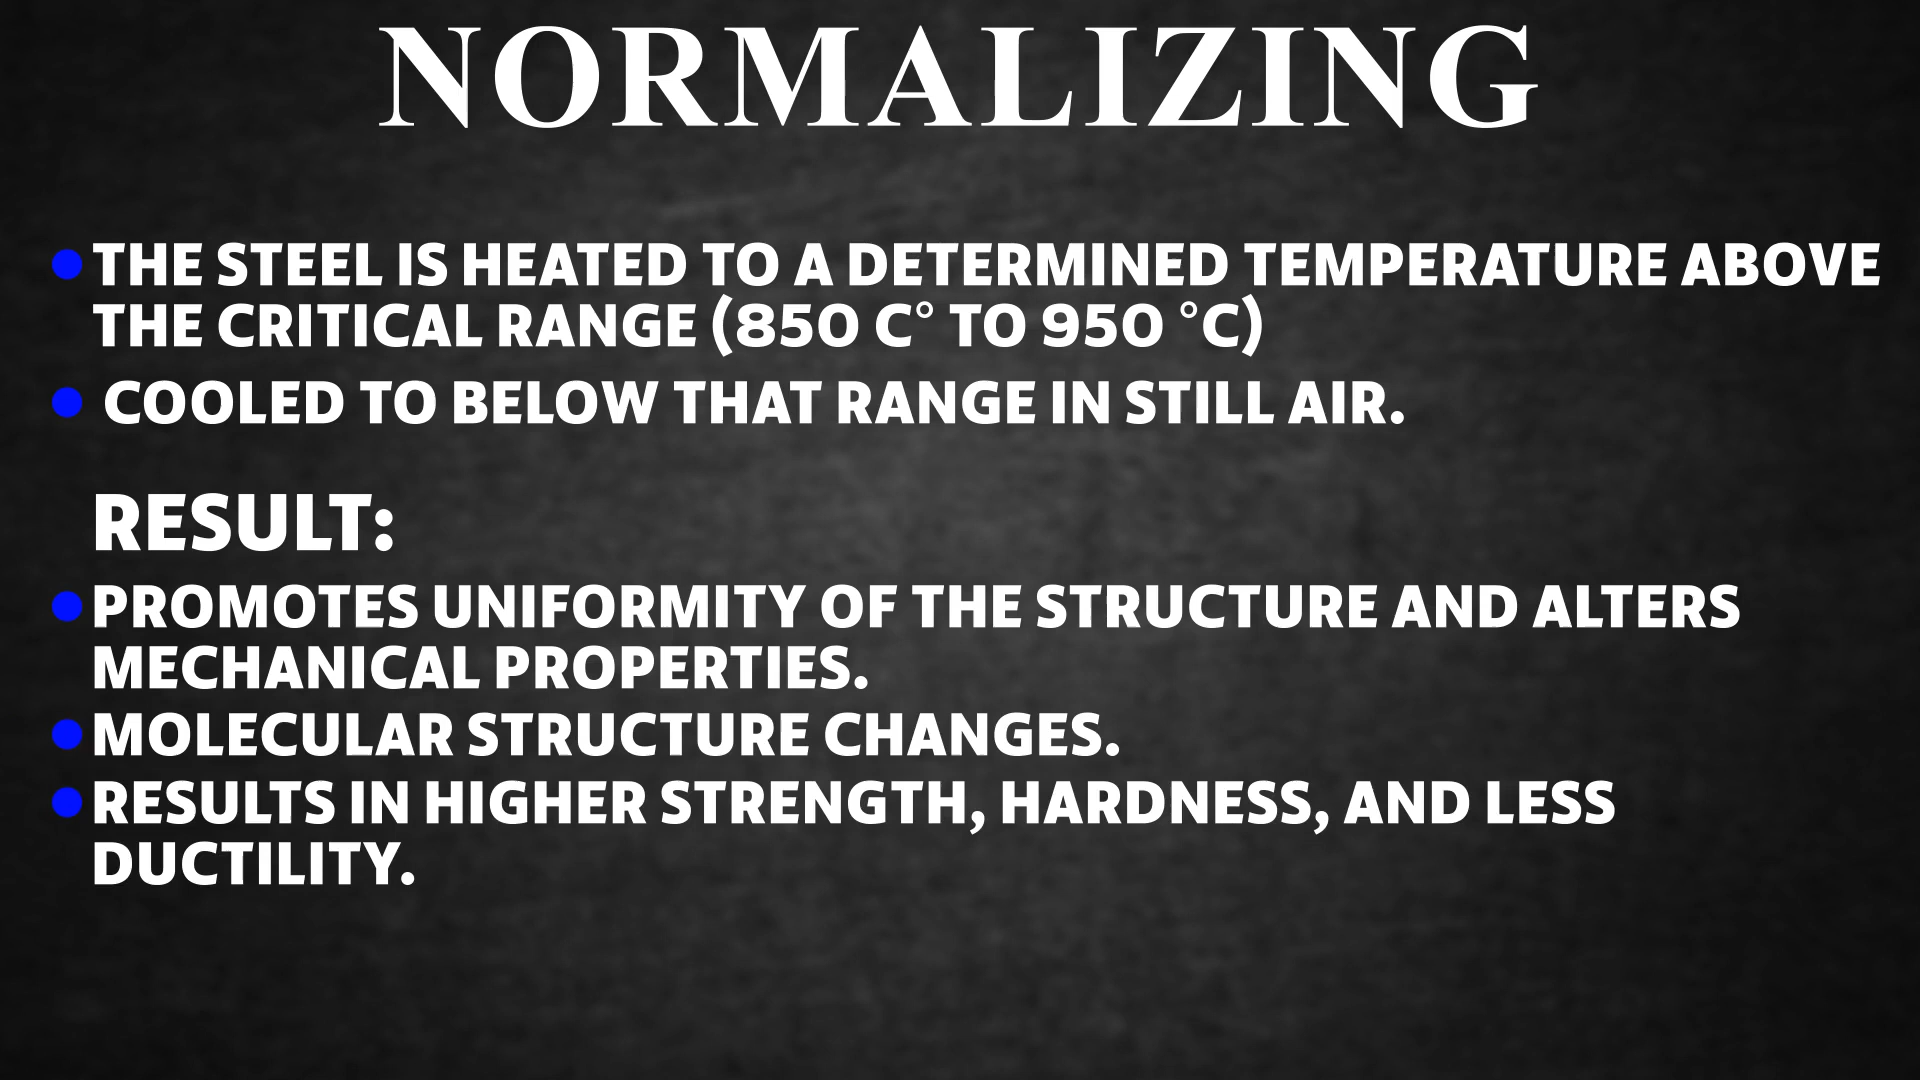 NORMALIZING
● THE STEEL IS HEATED TO A DETERMINED TEMPERATURE ABOVE
THE CRITICAL RANGE (850 C° TO 950 °C)
● COOLED TO BELOW THAT RANGE IN STILL AIR.
RESULT:
● PROMOTES UNIFORMITY OF THE STRUCTURE AND ALTERS
MECHANICAL PROPERTIES.
● MOLECULAR STRUCTURE CHANGES.
● RESULTS IN HIGHER STRENGTH, HARDNESS, AND LESS
DUCTILITY.